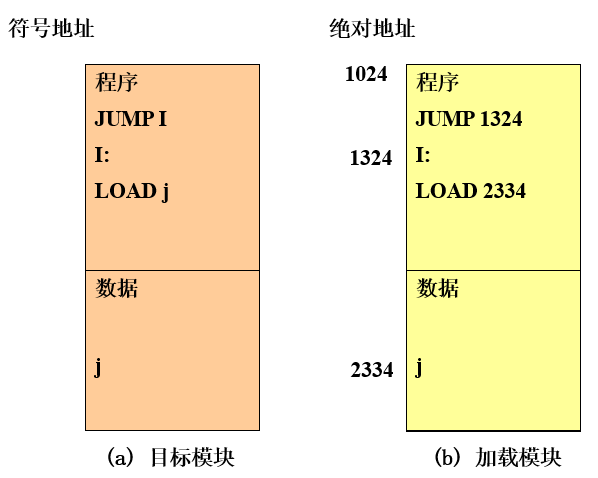 符号地址
程序
JUMP I
I:
LOAD j
数据
j
(a) 目标模块
绝对地址
1024
程序
JUMP 1324
1324
I:
LOAD 2334
数据
2334
j
(b) 加载模块